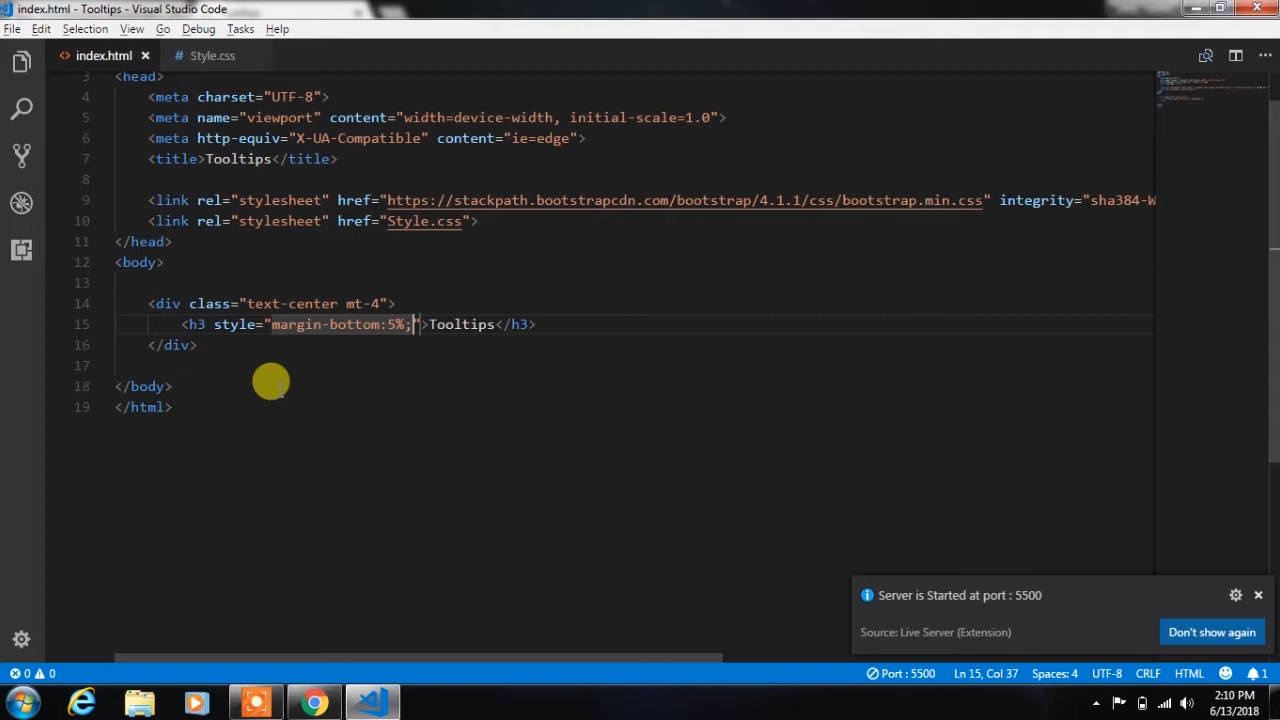 index.html - Tooltips - Visual Studio Code
File Edit Selection View Go Debug Tasks Help
index.html Style.css
3 <head>
4 <meta charset="UTF-8">
5 <meta name="viewport" content="width=device-width, initial-scale=1.0">
6 <meta http-equiv="X-UA-Compatible" content="ie=edge">
7 <title>Tooltips</title>
8
9 <link rel="stylesheet" href="https://stackpath.bootstrapcdn.com/bootstrap/4.1.1/css/bootstrap.min.css" integrity="sha384-W
10 <link rel="stylesheet" href="Style.css">
11 </head>
12 <body>
13
14 <div class="text-center mt-4">
15 <h3 style="margin-bottom:5%;">Tooltips</h3>
16 </div>
17
18 </body>
19 </html>
Server is Started at port : 5500
Source: Live Server (Extension) Don't show again
0 0 Port : 5500 Ln 15, Col 37 Spaces: 4 UTF-8 CRLF HTML 1
2:10 PM
6/13/2018